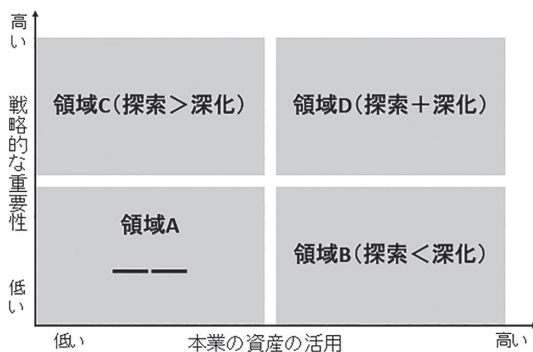 高い
戦略的な重要性
低い
領域C(探索＞深化)
領域D(探索＋深化)
領域A
— —
領域B(探索＜深化)
低い
本業の資産の活用
高い